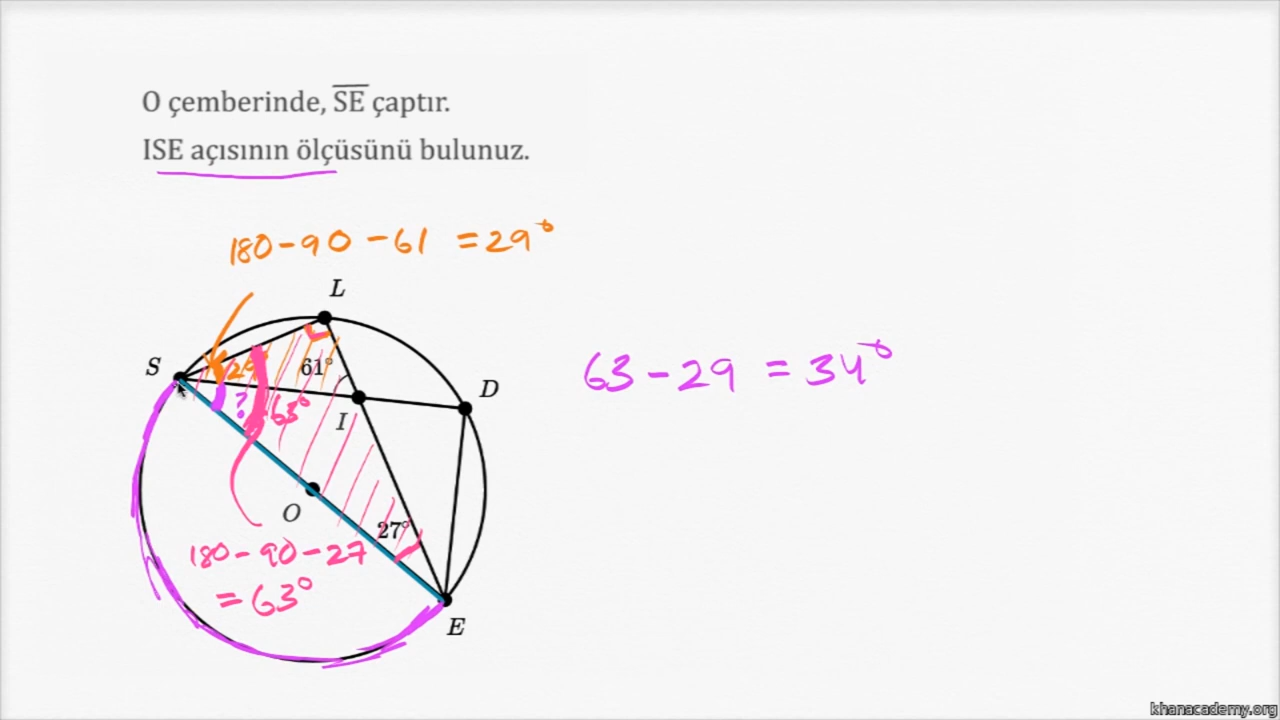 O çemberinde, SE çaptır.
ISE açısının ölçüsünü bulunuz.
180-90-61 =29°
L
S
29
61°
D
?
63°
I
63-29 = 34°
O
27°
180-90-27
=63°
E
khanacademy.org